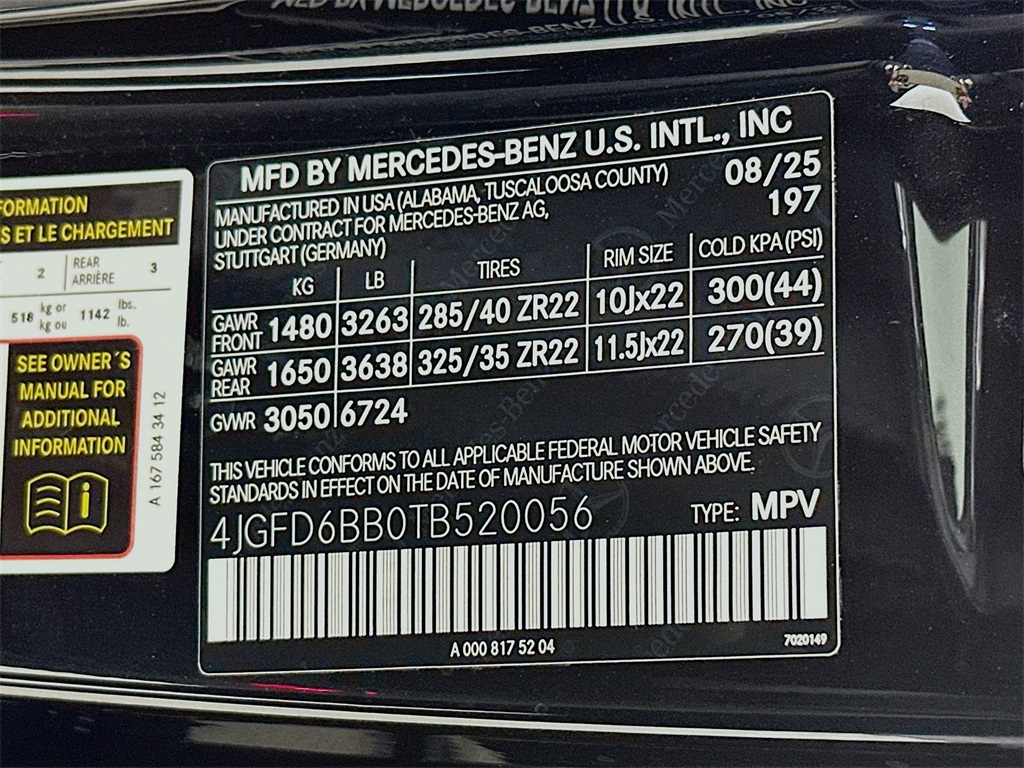 FORMATION
S ET LE CHARGEMENT
2 REAR ARRIÈRE 3
518 kg or kg ou 1142 lbs. lb.
SEE OWNER´S
MANUAL FOR
ADDITIONAL
INFORMATION
A 167 584 34 12
MFD BY MERCEDES-BENZ U.S. INTL., INC
MANUFACTURED IN USA (ALABAMA, TUSCALOOSA COUNTY) 08/25
UNDER CONTRACT FOR MERCEDES-BENZ AG, 197
STUTTGART (GERMANY)
KG LB TIRES RIM SIZE COLD KPA (PSI)
GAWR FRONT 1480 3263 285/40 ZR22 10Jx22 300(44)
GAWR REAR 1650 3638 325/35 ZR22 11.5Jx22 270(39)
GVWR 3050 6724
THIS VEHICLE CONFORMS TO ALL APPLICABLE FEDERAL MOTOR VEHICLE SAFETY
STANDARDS IN EFFECT ON THE DATE OF MANUFACTURE SHOWN ABOVE.
4JGFD6BB0TB520056 TYPE: MPV
A 000 817 52 04 7020149